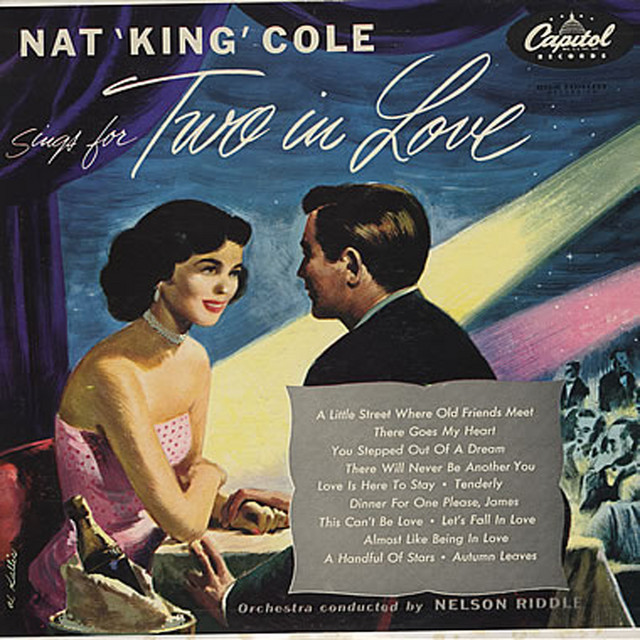 NAT 'KING' COLE
Capitol
RECORDS
sings for Two in Love
A Little Street Where Old Friends Meet
There Goes My Heart
You Stepped Out Of A Dream
There Will Never Be Another You
Love Is Here To Stay • Tenderly
Dinner For One Please, James
This Can't Be Love • Let's Fall In Love
Almost Like Being In Love
A Handful Of Stars • Autumn Leaves
Orchestra conducted by NELSON RIDDLE